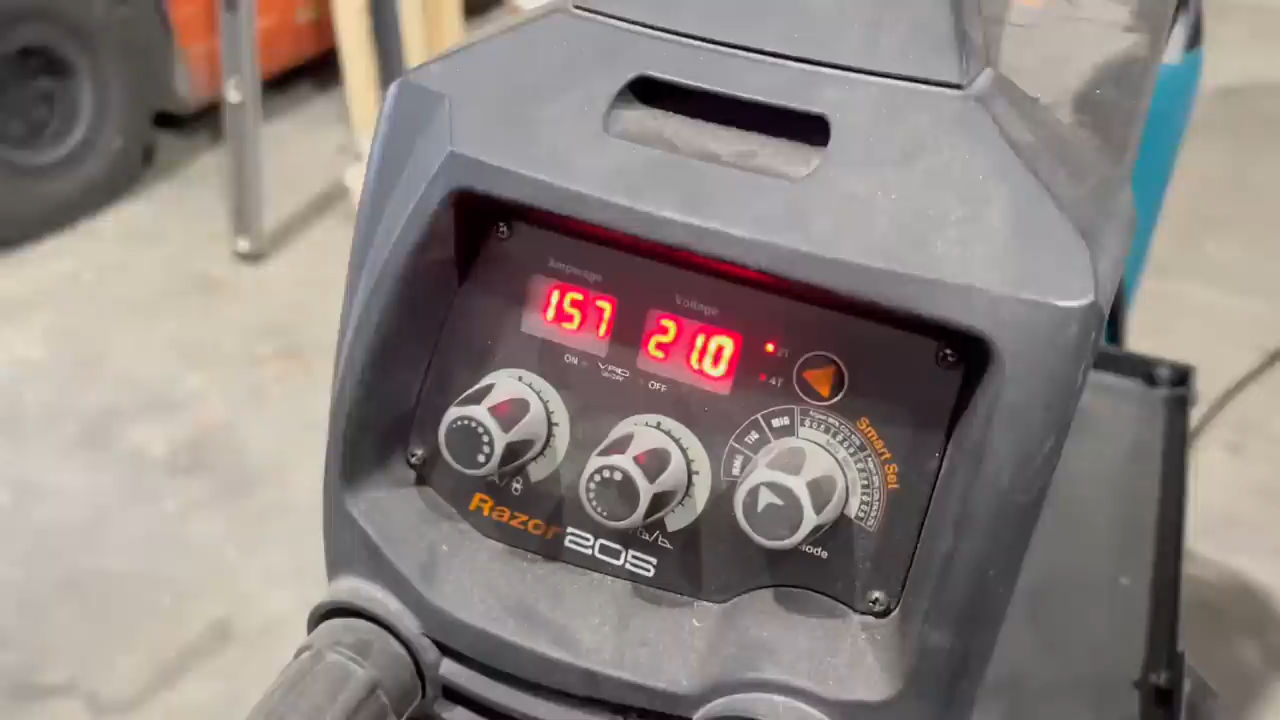 Amperage
Voltage
157
21.0
2T
4T
ON
VRD
OFF
MMA
TIG
MIG
Smart Set
Mode
Razor 205